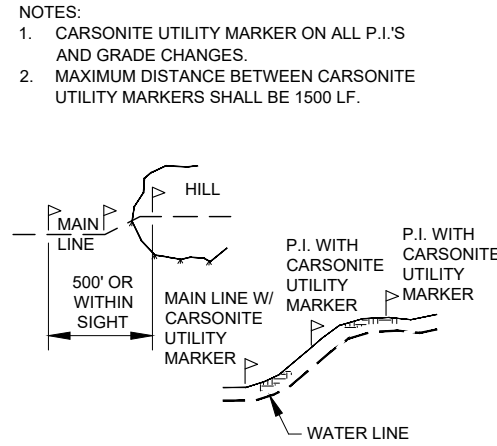 NOTES:
1. CARSONITE UTILITY MARKER ON ALL P.I.'S
AND GRADE CHANGES.
2. MAXIMUM DISTANCE BETWEEN CARSONITE
UTILITY MARKERS SHALL BE 1500 LF.
HILL
MAIN
LINE
500' OR
WITHIN
SIGHT
MAIN LINE W/
CARSONITE
UTILITY
MARKER
P.I. WITH
CARSONITE
UTILITY
MARKER
P.I. WITH
CARSONITE
UTILITY
MARKER
WATER LINE